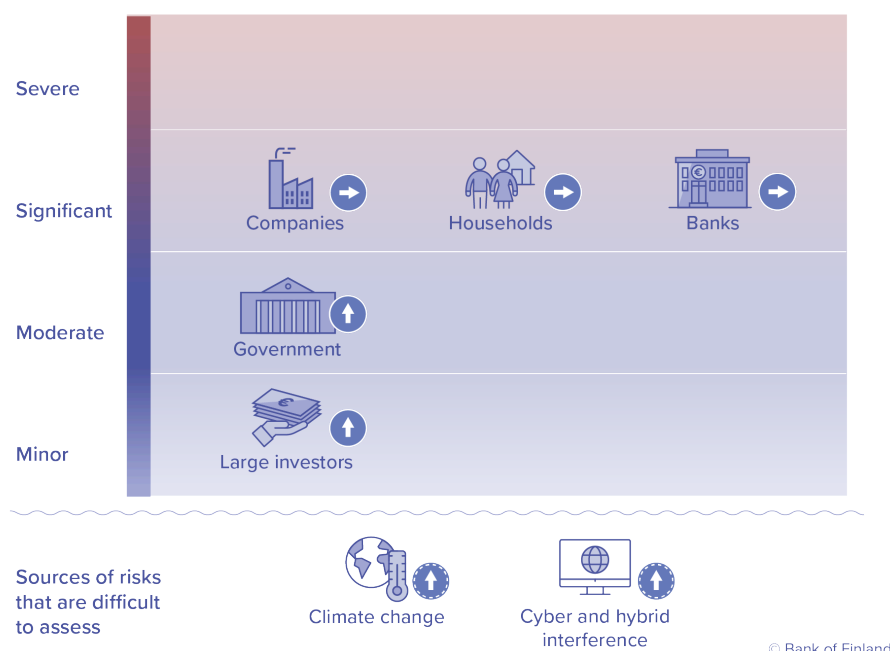 Severe
Significant
Companies
Households
Banks
Moderate
Government
Minor
Large investors
Sources of risks
that are difficult
to assess
Climate change
Cyber and hybrid
interference
© Bank of Finland